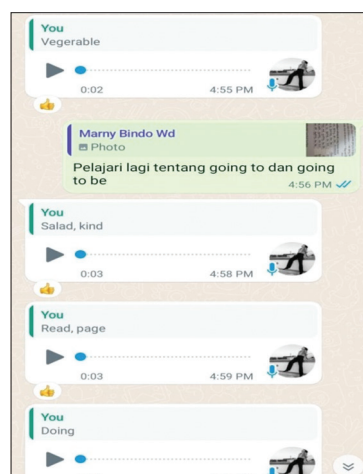 You
Vegerable
0:02 4:55 PM
Marny Bindo Wd
Photo
Pelajari lagi tentang going to dan going
to be
4:56 PM
You
Salad, kind
0:03 4:58 PM
You
Read, page
0:03 4:59 PM
You
Doing